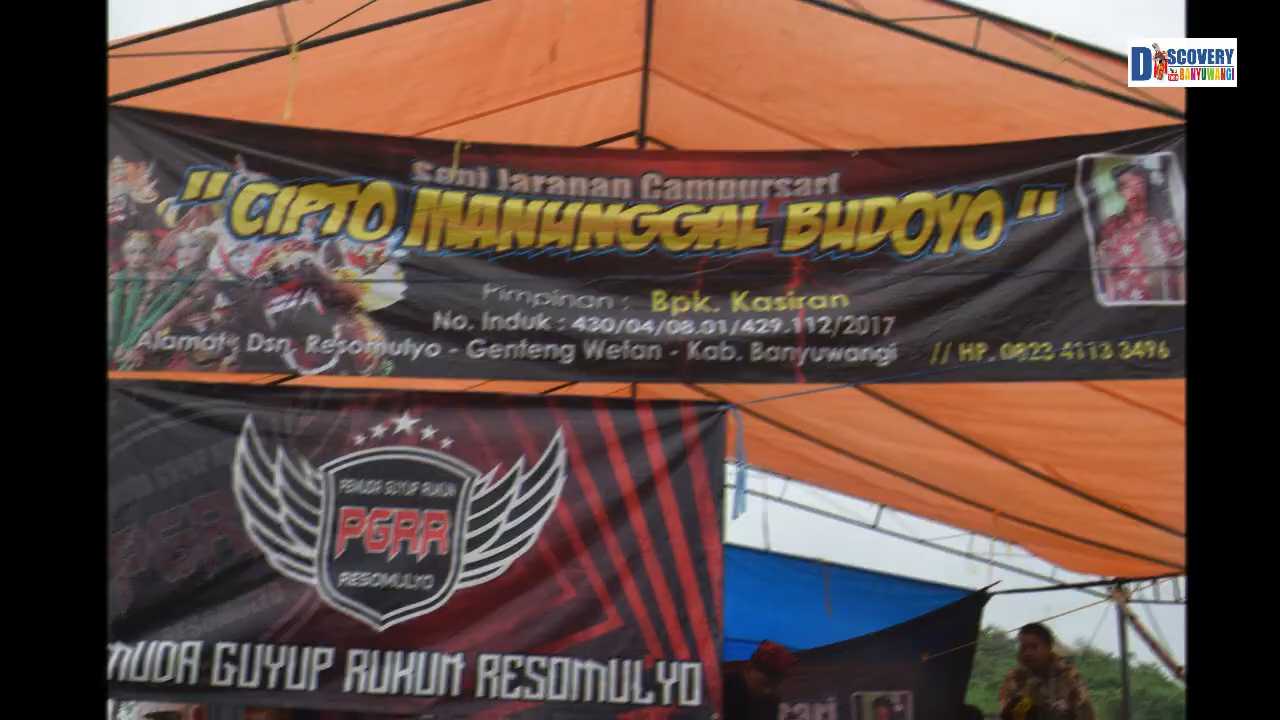 DISCOVERY
BANYUWANGI
Seni Jaranan Campursari
"CIPTO MANUNGGAL BUDOYO"
Pimpinan : Bpk. Kasiran
No. Induk : 430/04/08.01/429.112/2017
Alamat : Dsn. Resomulyo - Genteng Wetan - Kab. Banyuwangi // HP. 0823 4113 3496
PEMUDA GUYUP RUKUN
PGRR
RESOMULYO
MUDA GUYUP RUKUN RESOMULYO
sari